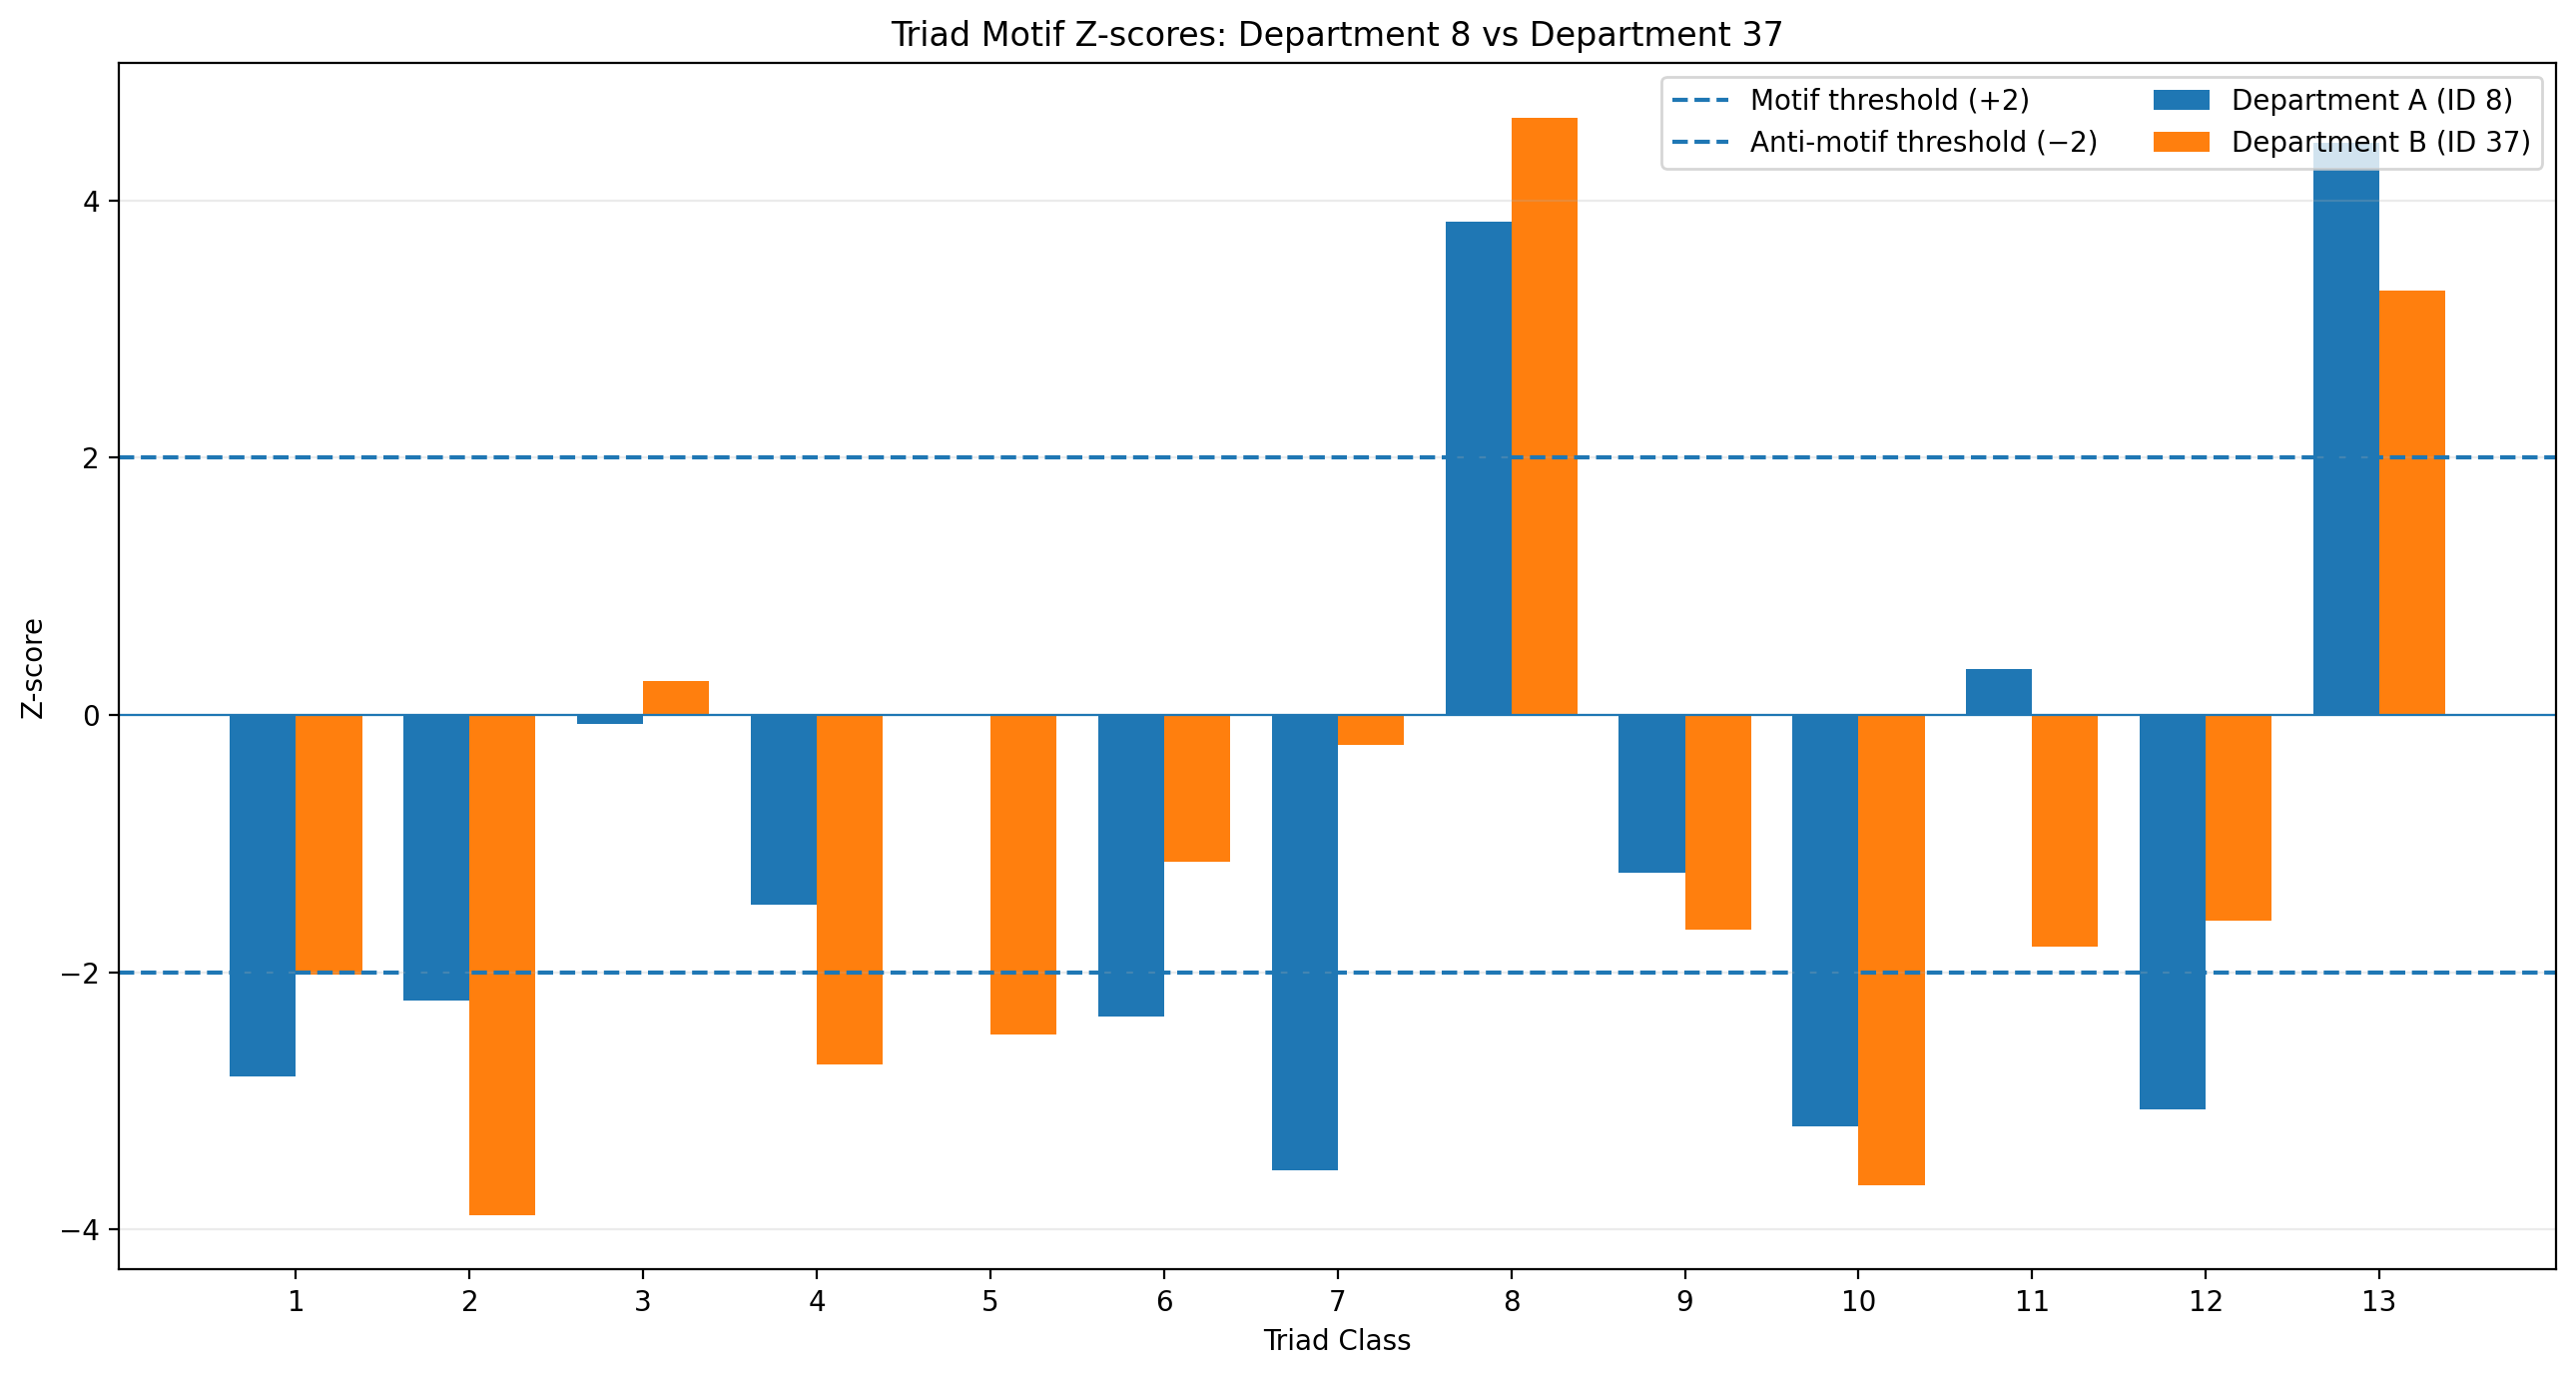 Triad Motif Z-scores: Department 8 vs Department 37
Motif threshold (+2)
Anti-motif threshold (−2)
Department A (ID 8)
Department B (ID 37)
Z-score
4
2
0
−2
−4
1 2 3 4 5 6 7 8 9 10 11 12 13
Triad Class